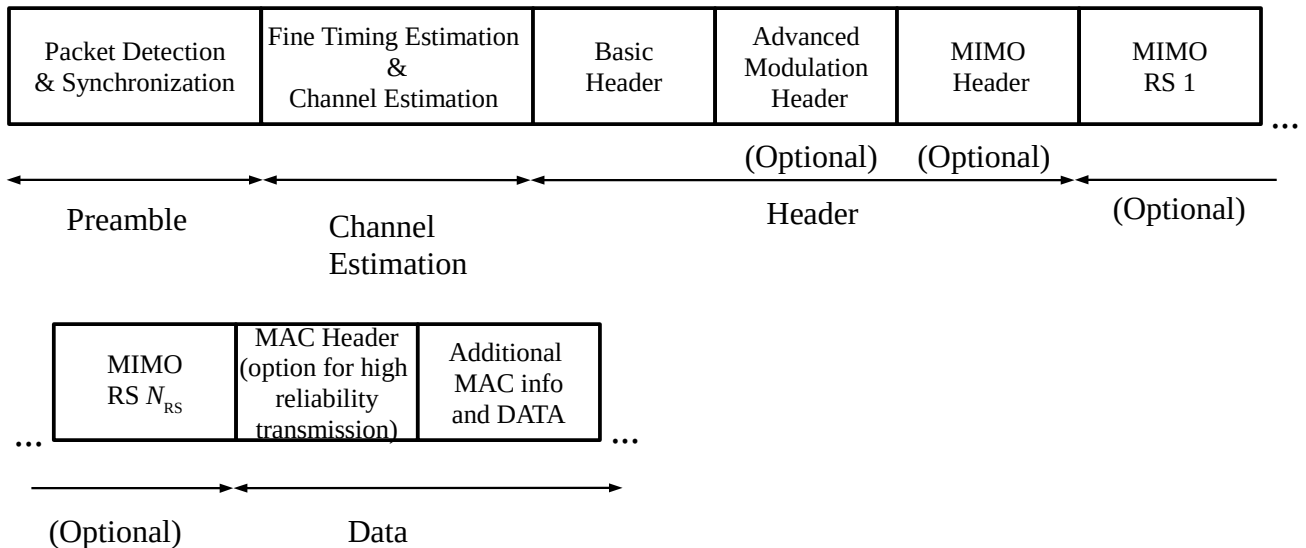 Packet Detection
& Synchronization
Fine Timing Estimation
&
Channel Estimation
Basic
Header
Advanced
Modulation
Header
MIMO
Header
MIMO
RS 1
...
(Optional)
(Optional)
Preamble
Channel
Estimation
Header
(Optional)
...
MIMO
RS N_RS
MAC Header
(option for high
reliability
transmission)
Additional
MAC info
and DATA
...
(Optional)
Data